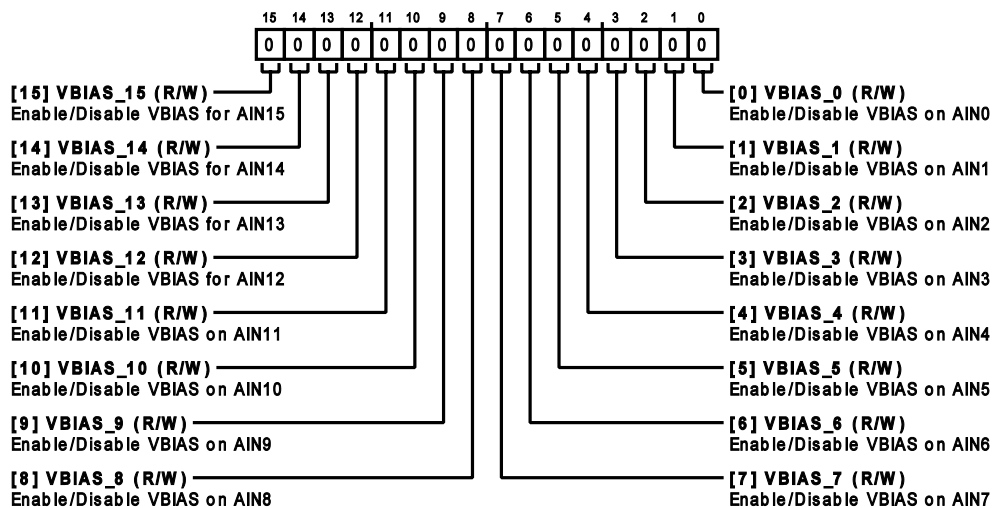 15 14 13 12 11 10 9 8 7 6 5 4 3 2 1 0
0 0 0 0 0 0 0 0 0 0 0 0 0 0 0 0
[15] VBIAS_15 (R/W)
Enable/Disable VBIAS for AIN15
[14] VBIAS_14 (R/W)
Enable/Disable VBIAS for AIN14
[13] VBIAS_13 (R/W)
Enable/Disable VBIAS for AIN13
[12] VBIAS_12 (R/W)
Enable/Disable VBIAS for AIN12
[11] VBIAS_11 (R/W)
Enable/Disable VBIAS on AIN11
[10] VBIAS_10 (R/W)
Enable/Disable VBIAS on AIN10
[9] VBIAS_9 (R/W)
Enable/Disable VBIAS on AIN9
[8] VBIAS_8 (R/W)
Enable/Disable VBIAS on AIN8
[0] VBIAS_0 (R/W)
Enable/Disable VBIAS on AIN0
[1] VBIAS_1 (R/W)
Enable/Disable VBIAS on AIN1
[2] VBIAS_2 (R/W)
Enable/Disable VBIAS on AIN2
[3] VBIAS_3 (R/W)
Enable/Disable VBIAS on AIN3
[4] VBIAS_4 (R/W)
Enable/Disable VBIAS on AIN4
[5] VBIAS_5 (R/W)
Enable/Disable VBIAS on AIN5
[6] VBIAS_6 (R/W)
Enable/Disable VBIAS on AIN6
[7] VBIAS_7 (R/W)
Enable/Disable VBIAS on AIN7